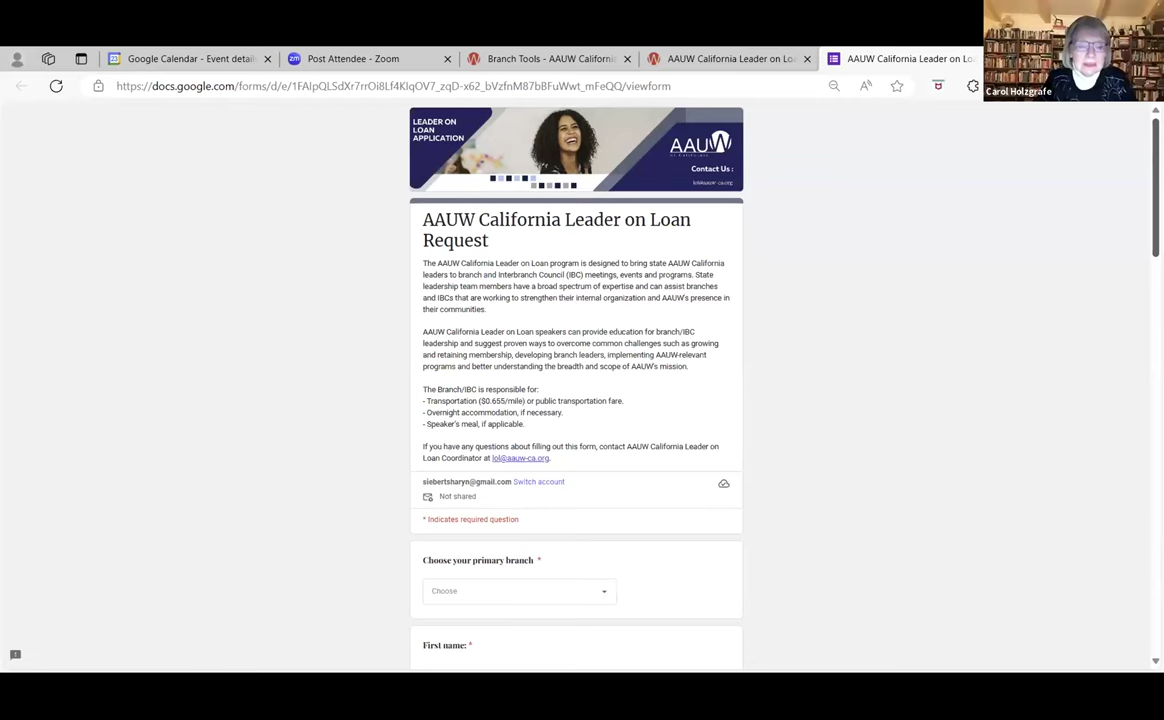 Google Calendar - Event details
Post Attendee - Zoom
Branch Tools - AAUW California
AAUW California Leader on Lo
AAUW California Leader on Lo
Carol Holzgrafe
https://docs.google.com/forms/d/e/1FAIpQLSdXr7rrOi8Lf4KIqOV7_zqD-x62_bVzfnM87bBFuWwt_mFeQQ/viewform
LEADER ON
LOAN
APPLICATION
AAUW
Contact Us :
lol@aauw-ca.org
AAUW California Leader on Loan
Request
The AAUW California Leader on Loan program is designed to bring state AAUW California
leaders to branch and Interbranch Council (IBC) meetings, events and programs. State
leadership team members have a broad spectrum of expertise and can assist branches
and IBCs that are working to strengthen their internal organization and AAUW's presence in
their communities.
AAUW California Leader on Loan speakers can provide education for branch/IBC
leadership and suggest proven ways to overcome common challenges such as growing
and retaining membership, developing branch leaders, implementing AAUW-relevant
programs and better understanding the breadth and scope of AAUW's mission.
The Branch/IBC is responsible for:
- Transportation ($0.655/mile) or public transportation fare.
- Overnight accommodation, if necessary.
- Speaker's meal, if applicable.
If you have any questions about filling out this form, contact AAUW California Leader on
Loan Coordinator at lol@aauw-ca.org.
siebertsharyn@gmail.com Switch account
Not shared
* Indicates required question
Choose your primary branch *
Choose
First name: *